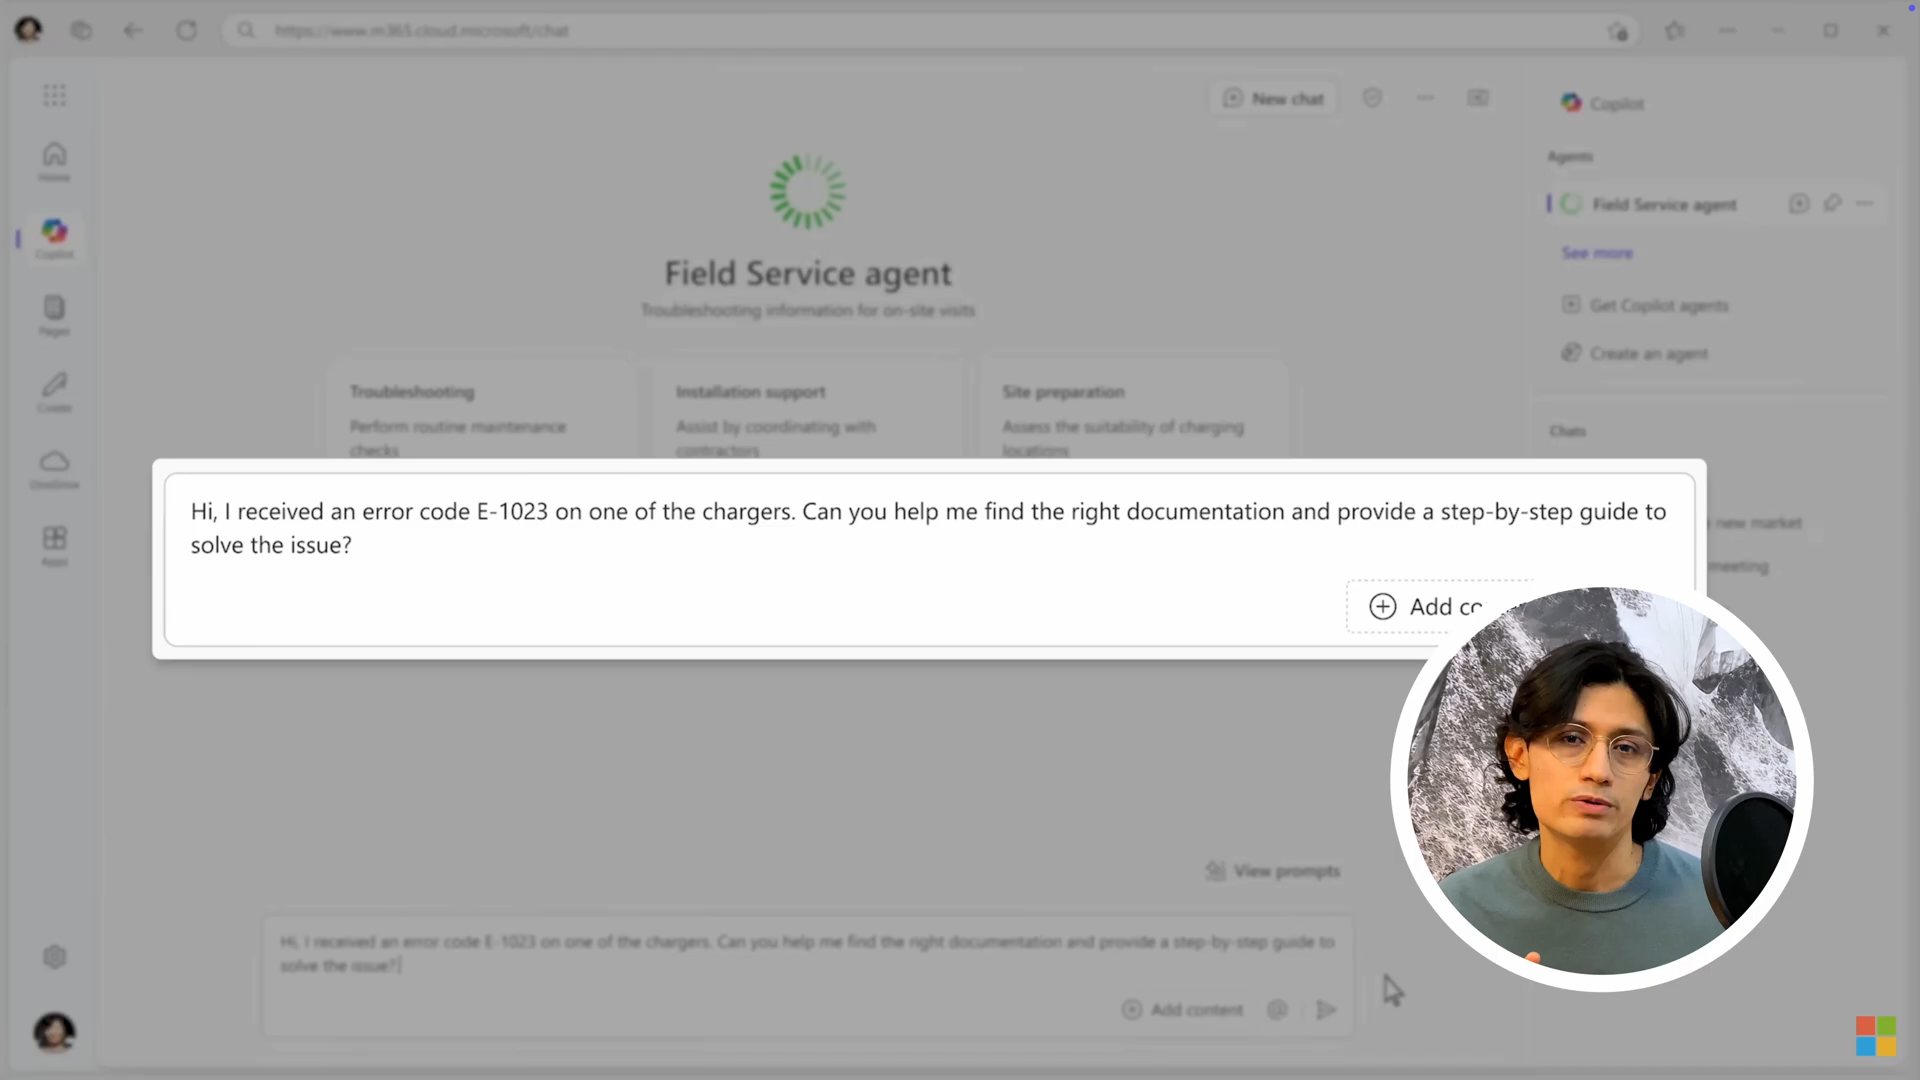 https://www.m365.cloud.microsoft/chat
New chat
Copilot
Home
Agents
Field Service agent
Copilot
See more
Field Service agent
Troubleshooting information for on-site visits
Pages
Get Copilot agents
Create an agent
Create
Troubleshooting
Installation support
Site preparation
Perform routine maintenance
checks
Assist by coordinating with
contractors
Assess the suitability of charging
locations
Chats
OneDrive
Hi, I received an error code E-1023 on one of the chargers. Can you help me find the right documentation and provide a step-by-step guide to
solve the issue?
new market
Apps
meeting
Add co
View prompts
Hi, I received an error code E-1023 on one of the chargers. Can you help me find the right documentation and provide a step-by-step guide to
solve the issue?
Add content